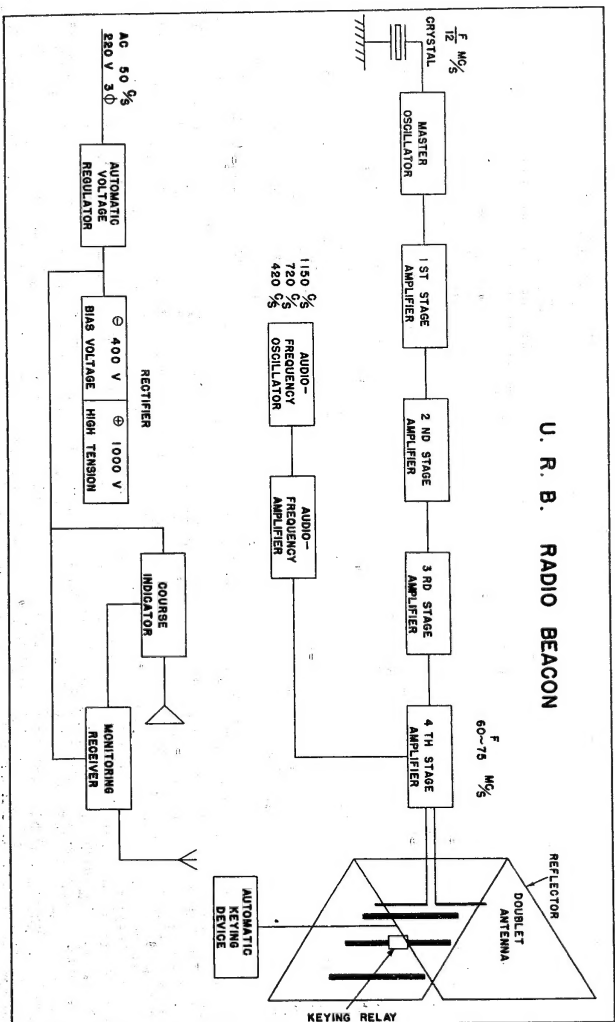 U. R. B. RADIO BEACON
F/12 MC/S
CRYSTAL
MASTER
OSCILLATOR
1 ST STAGE
AMPLIFIER
2 ND STAGE
AMPLIFIER
3 RD STAGE
AMPLIFIER
4 TH STAGE
AMPLIFIER
F
60~75 MC/S
REFLECTOR
DOUBLET
ANTENNA
1150 C/S
720 C/S
420 C/S
AUDIO-
FREQUENCY
OSCILLATOR
AUDIO-
FREQUENCY
AMPLIFIER
AUTOMATIC
KEYING
DEVICE
KEYING RELAY
AC 50 C/S
220 V 3 Φ
AUTOMATIC
VOLTAGE
REGULATOR
RECTIFIER
⊖ 400 V
BIAS VOLTAGE
⊕ 1000 V
HIGH TENSION
COURSE
INDICATOR
MONITORING
RECEIVER